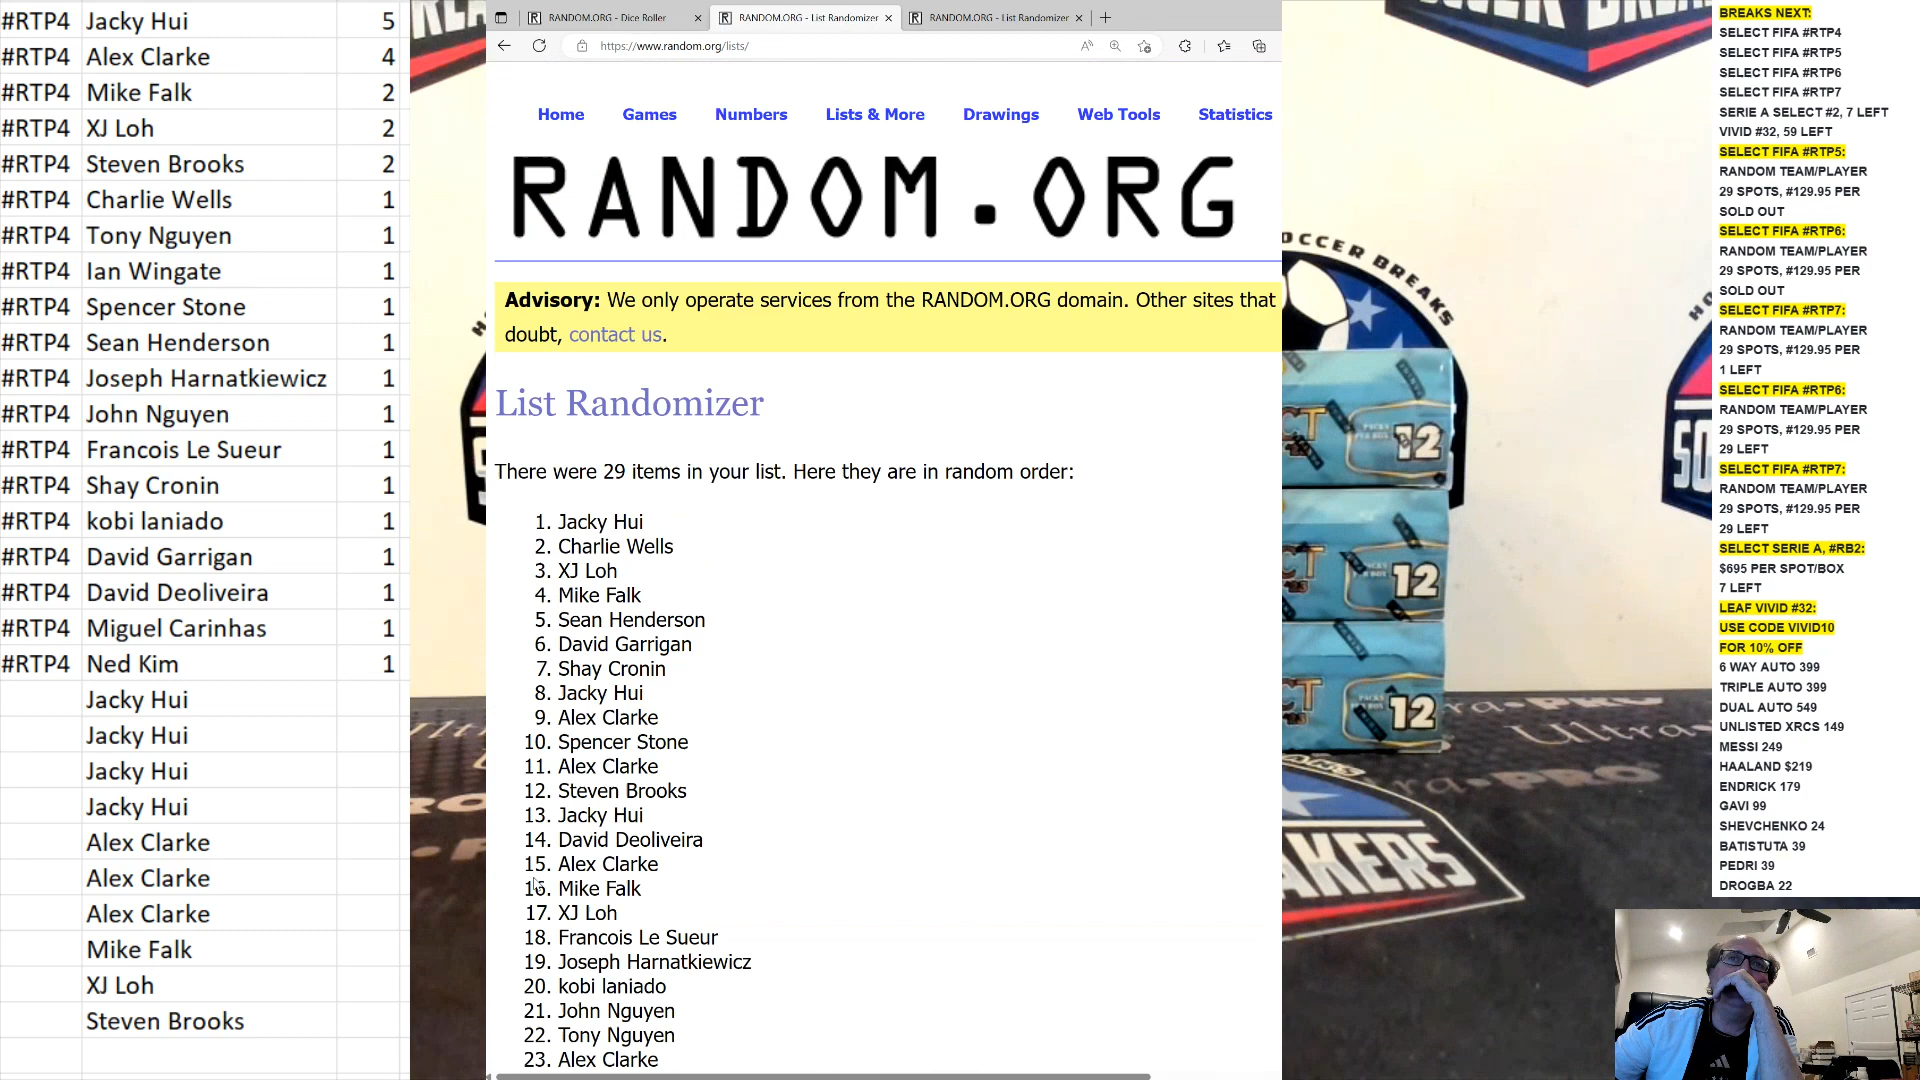 #RTP4 Jacky Hui 5
#RTP4 Alex Clarke 4
#RTP4 Mike Falk 2
#RTP4 XJ Loh 2
#RTP4 Steven Brooks 2
#RTP4 Charlie Wells 1
#RTP4 Tony Nguyen 1
#RTP4 Ian Wingate 1
#RTP4 Spencer Stone 1
#RTP4 Sean Henderson 1
#RTP4 Joseph Harnatkiewicz 1
#RTP4 John Nguyen 1
#RTP4 Francois Le Sueur 1
#RTP4 Shay Cronin 1
#RTP4 kobi laniado 1
#RTP4 David Garrigan 1
#RTP4 David Deoliveira 1
#RTP4 Miguel Carinhas 1
#RTP4 Ned Kim 1
Jacky Hui
Jacky Hui
Jacky Hui
Jacky Hui
Alex Clarke
Alex Clarke
Alex Clarke
Mike Falk
XJ Loh
Steven Brooks
RANDOM.ORG - Dice Roller
RANDOM.ORG - List Randomizer
RANDOM.ORG - List Randomizer
https://www.random.org/lists/
Home Games Numbers Lists & More Drawings Web Tools Statistics
RANDOM.ORG
Advisory: We only operate services from the RANDOM.ORG domain. Other sites that
doubt, contact us.
List Randomizer
There were 29 items in your list. Here they are in random order:
1. Jacky Hui
2. Charlie Wells
3. XJ Loh
4. Mike Falk
5. Sean Henderson
6. David Garrigan
7. Shay Cronin
8. Jacky Hui
9. Alex Clarke
10. Spencer Stone
11. Alex Clarke
12. Steven Brooks
13. Jacky Hui
14. David Deoliveira
15. Alex Clarke
16. Mike Falk
17. XJ Loh
18. Francois Le Sueur
19. Joseph Harnatkiewicz
20. kobi laniado
21. John Nguyen
22. Tony Nguyen
23. Alex Clarke
OCCER BREAKS
12
12
12
AKERS
BREAKS NEXT:
SELECT FIFA #RTP4
SELECT FIFA #RTP5
SELECT FIFA #RTP6
SELECT FIFA #RTP7
SERIE A SELECT #2, 7 LEFT
VIVID #32, 59 LEFT
SELECT FIFA #RTP5:
RANDOM TEAM/PLAYER
29 SPOTS, #129.95 PER
SOLD OUT
SELECT FIFA #RTP6:
RANDOM TEAM/PLAYER
29 SPOTS, #129.95 PER
SOLD OUT
SELECT FIFA #RTP7:
RANDOM TEAM/PLAYER
29 SPOTS, #129.95 PER
1 LEFT
SELECT FIFA #RTP6:
RANDOM TEAM/PLAYER
29 SPOTS, #129.95 PER
29 LEFT
SELECT FIFA #RTP7:
RANDOM TEAM/PLAYER
29 SPOTS, #129.95 PER
29 LEFT
SELECT SERIE A, #RB2:
$695 PER SPOT/BOX
7 LEFT
LEAF VIVID #32:
USE CODE VIVID10
FOR 10% OFF
6 WAY AUTO 399
TRIPLE AUTO 399
DUAL AUTO 549
UNLISTED XRCS 149
MESSI 249
HAALAND $219
ENDRICK 179
GAVI 99
SHEVCHENKO 24
BATISTUTA 39
PEDRI 39
DROGBA 22